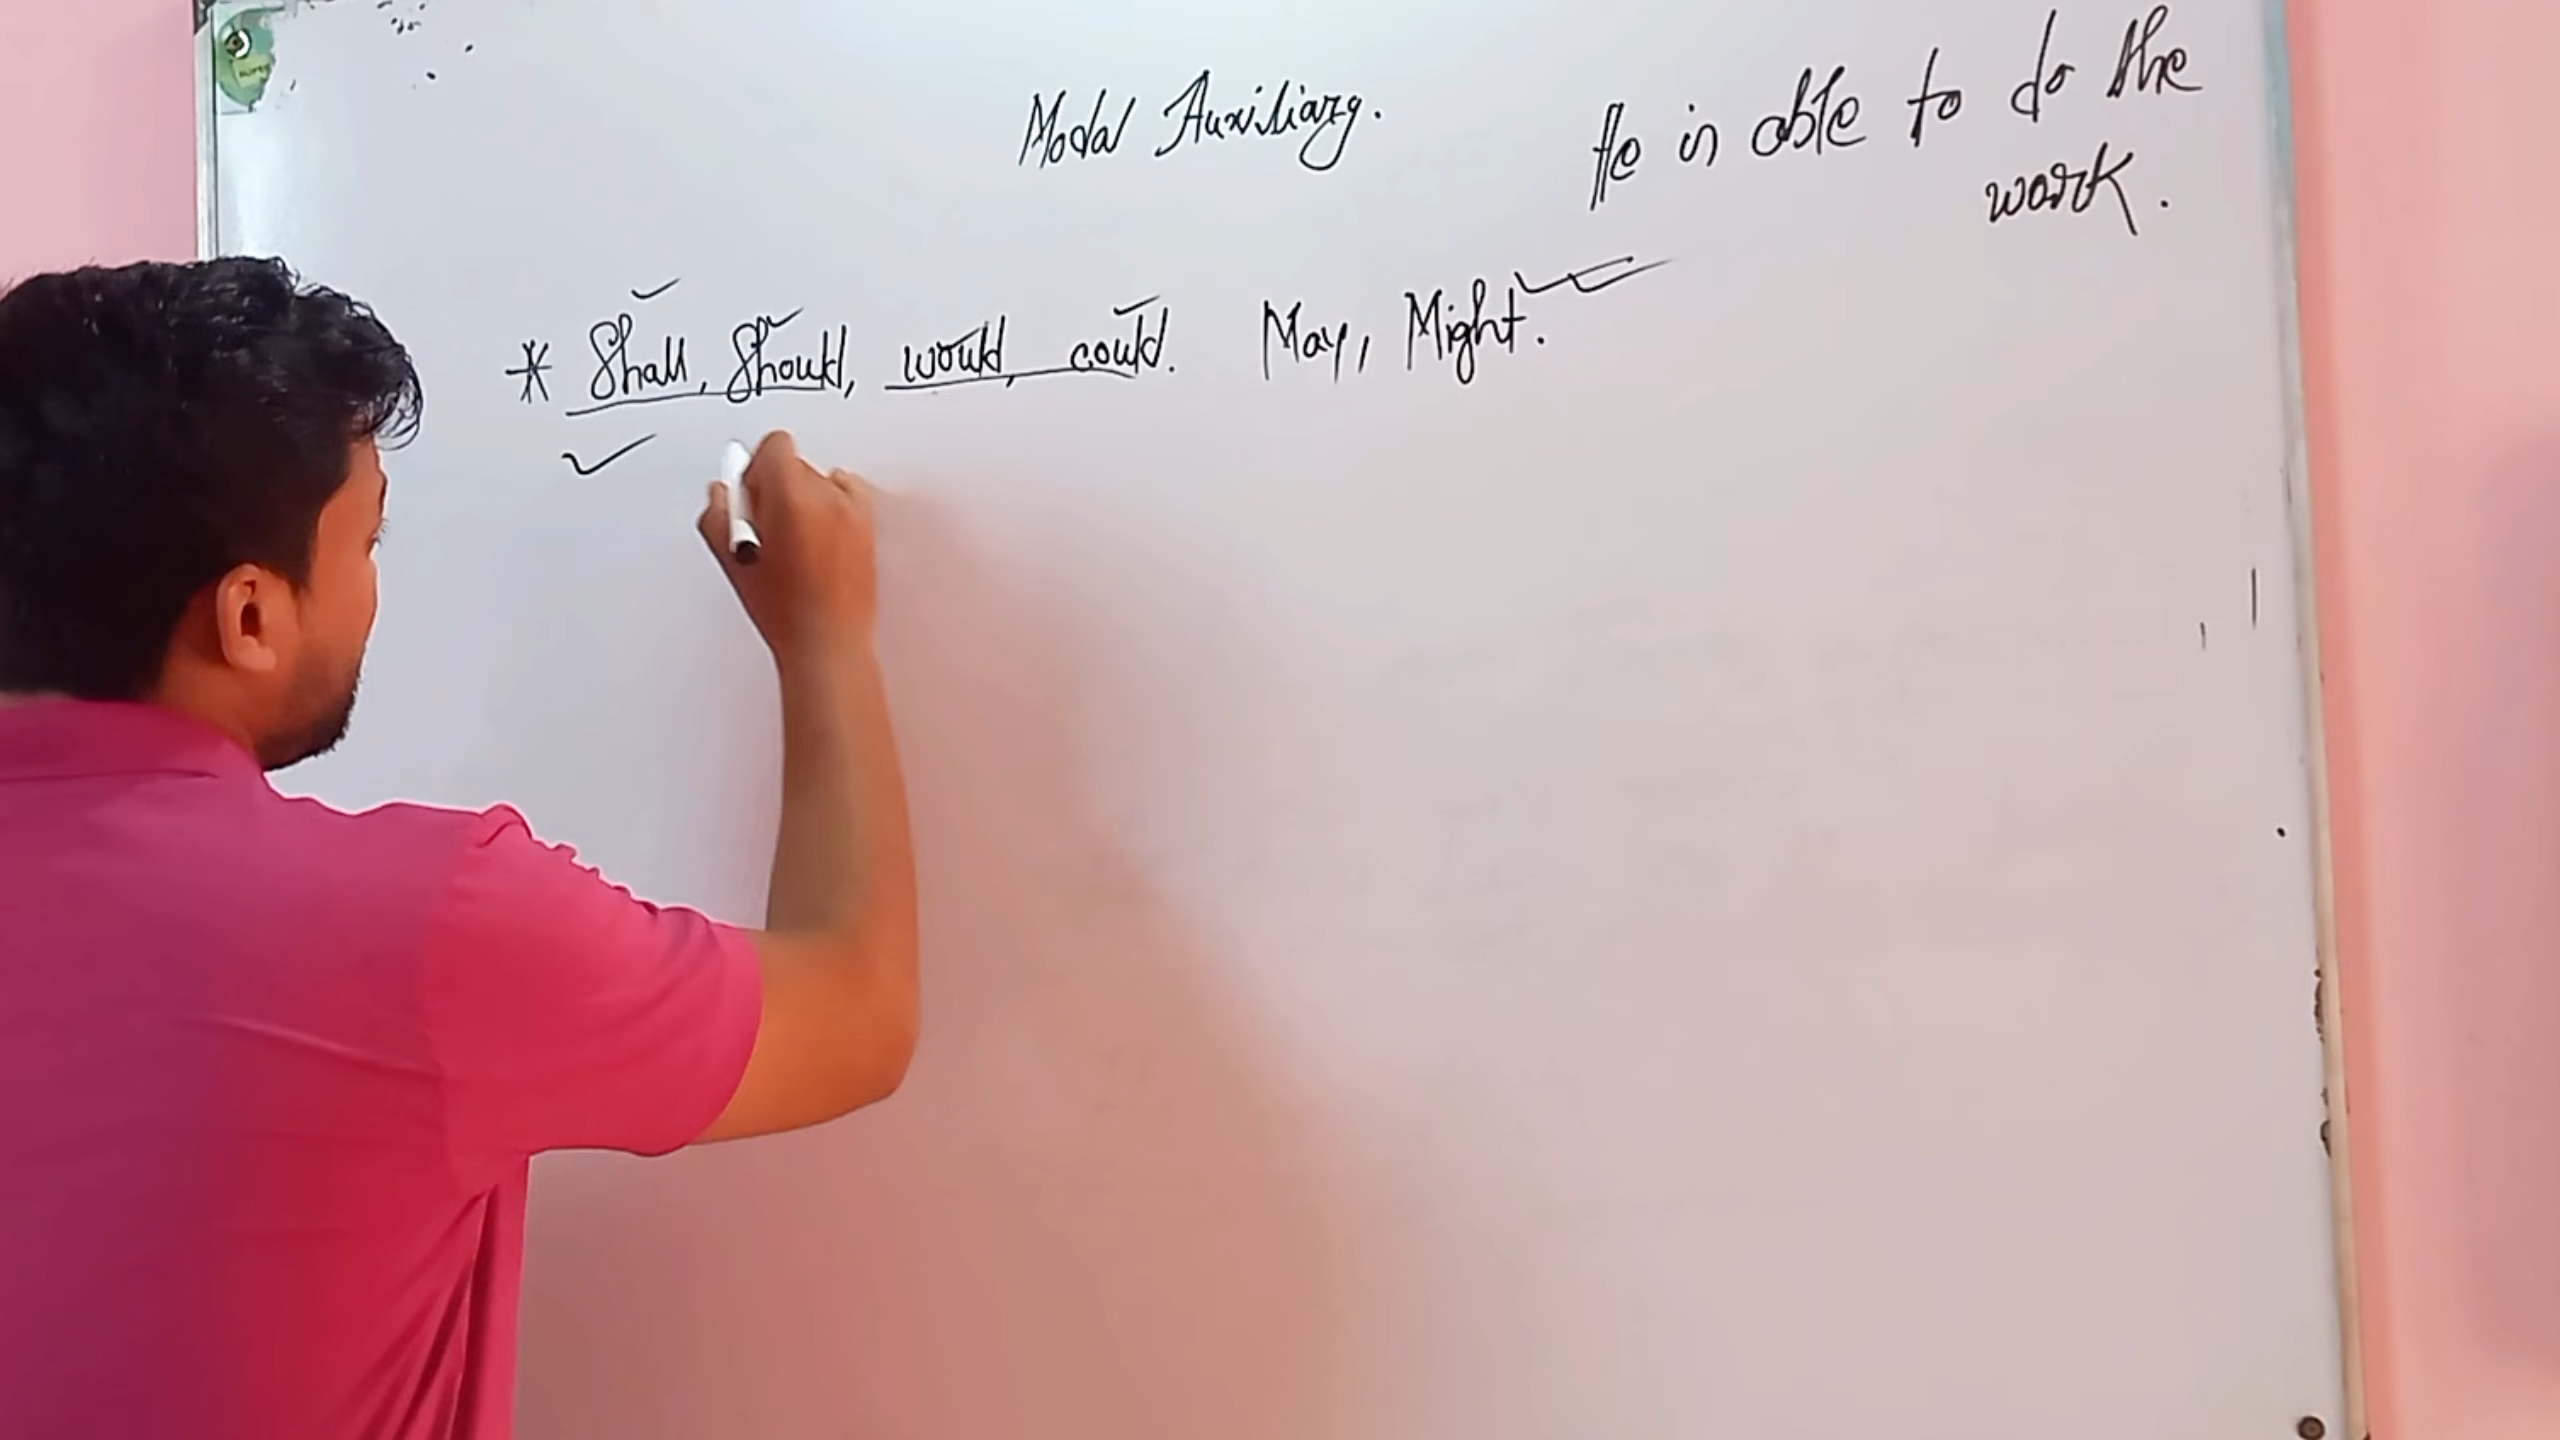 Modal Auxiliary.
He is able to do the
work.
* Shall, Should, would, could. May, Might.